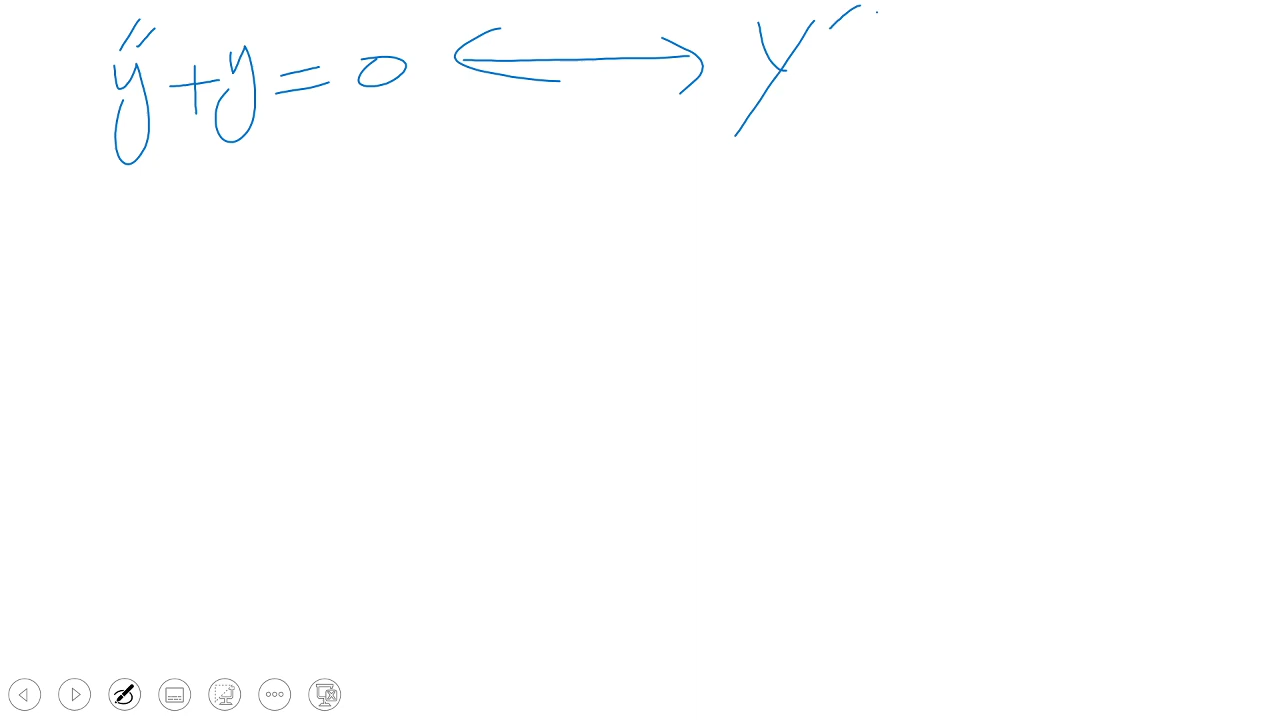 y'' + y = 0 ⟷ y'